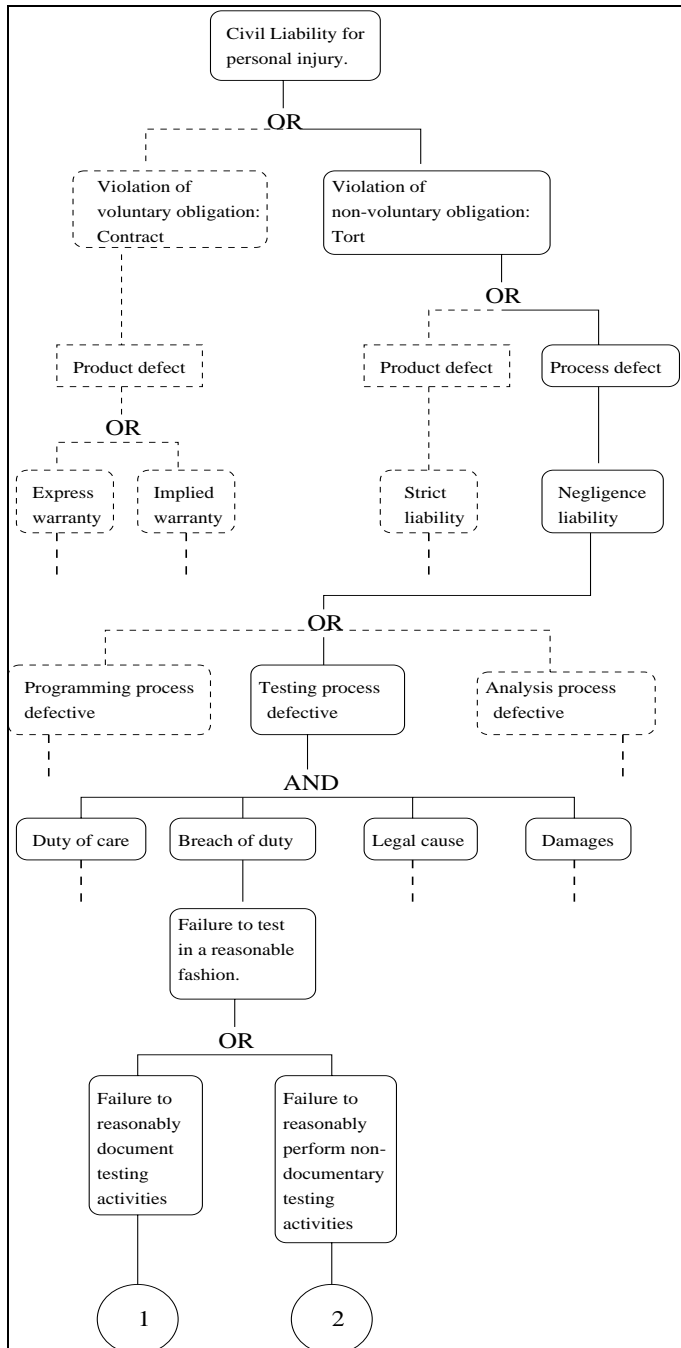 Civil Liability for
personal injury.
OR
Violation of
voluntary obligation:
Contract
Violation of
non-voluntary obligation:
Tort
OR
Product defect
Product defect
Process defect
OR
Express
warranty
Implied
warranty
Strict
liability
Negligence
liability
OR
Programming process
defective
Testing process
defective
Analysis process
defective
AND
Duty of care
Breach of duty
Legal cause
Damages
Failure to test
in a reasonable
fashion.
OR
Failure to
reasonably
document
testing
activities
Failure to
reasonably
perform non-
documentary
testing
activities
1
2